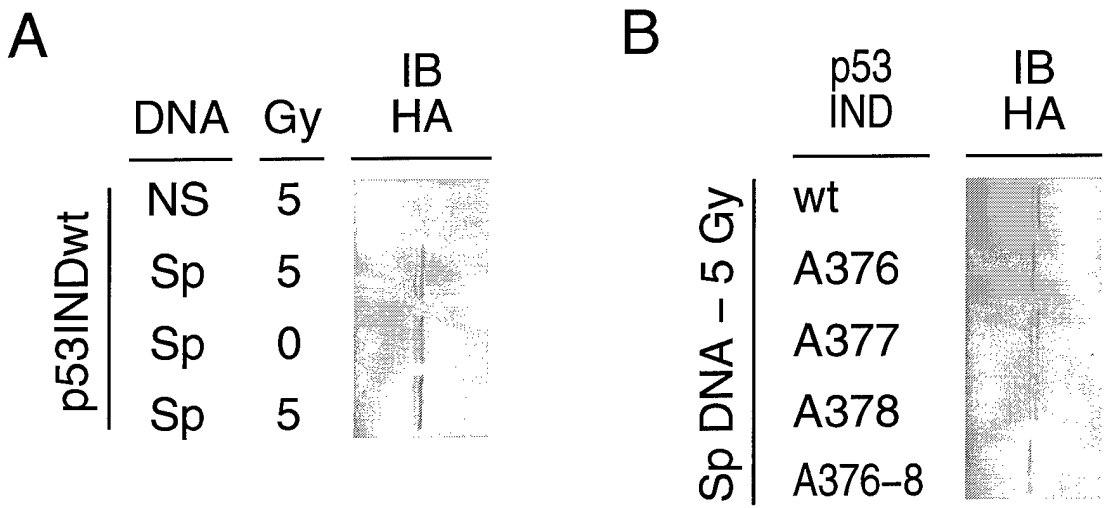 A
DNA Gy IB HA
p53INDwt
NS 5
Sp 5
Sp 0
Sp 5
B
p53 IND IB HA
Sp DNA – 5 Gy
wt
A376
A377
A378
A376–8